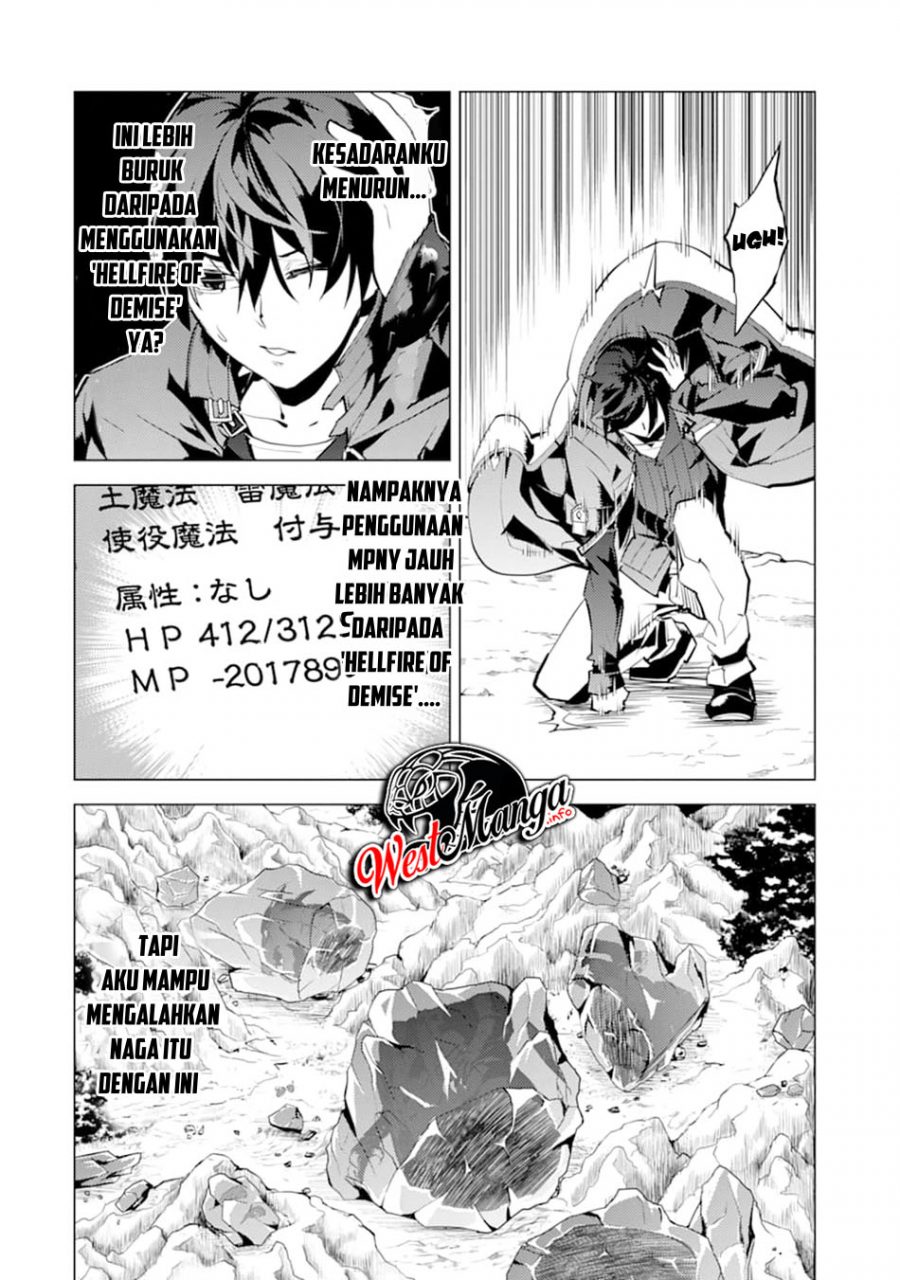 UGH!
KESADARANKU
MENURUN...
INI LEBIH
BURUK
DARIPADA
MENGGUNAKAN
'HELLFIRE OF
DEMISE'
YA?
土魔法 雷魔法
使役魔法 付与
属性：なし
HP 412/3125
MP -201789
NAMPAKNYA
PENGGUNAAN
MPNY JAUH
LEBIH BANYAK
DARIPADA
'HELLFIRE OF
DEMISE'....
WestManga
.info
TAPI
AKU MAMPU
MENGALAHKAN
NAGA ITU
DENGAN INI